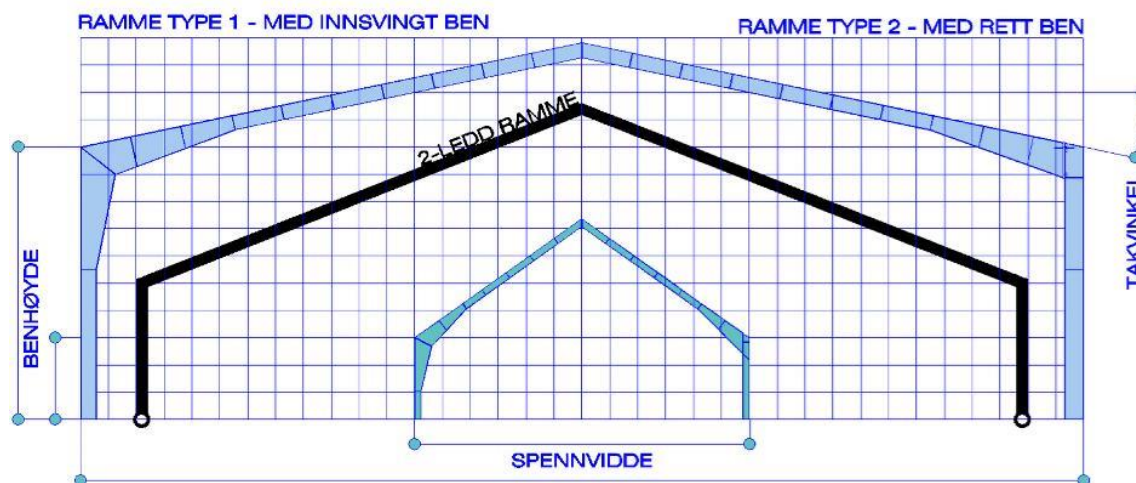 RAMME TYPE 1 - MED INNSVINGT BEN
RAMME TYPE 2 - MED RETT BEN
2-LEDD RAMME
BENHØYDE
TAKVINKEL
SPENNVIDDE